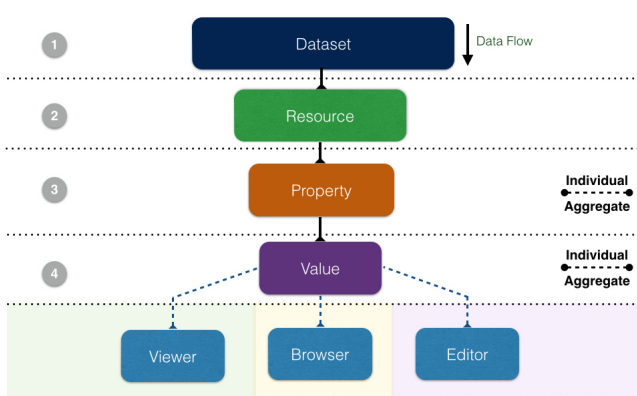 1
Dataset
Data Flow
2
Resource
3
Property
Individual
Aggregate
4
Value
Individual
Aggregate
Viewer
Browser
Editor